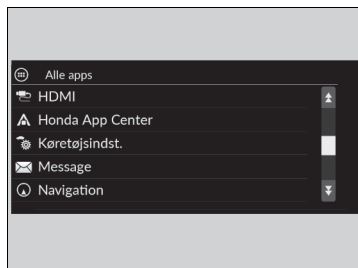 Alle apps
HDMI
Honda App Center
Køretøjsindst.
Message
Navigation